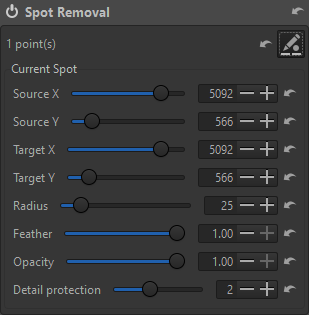 Spot Removal
1 point(s)
Current Spot
Source X 5092
Source Y 566
Target X 5092
Target Y 566
Radius 25
Feather 1.00
Opacity 1.00
Detail protection 2